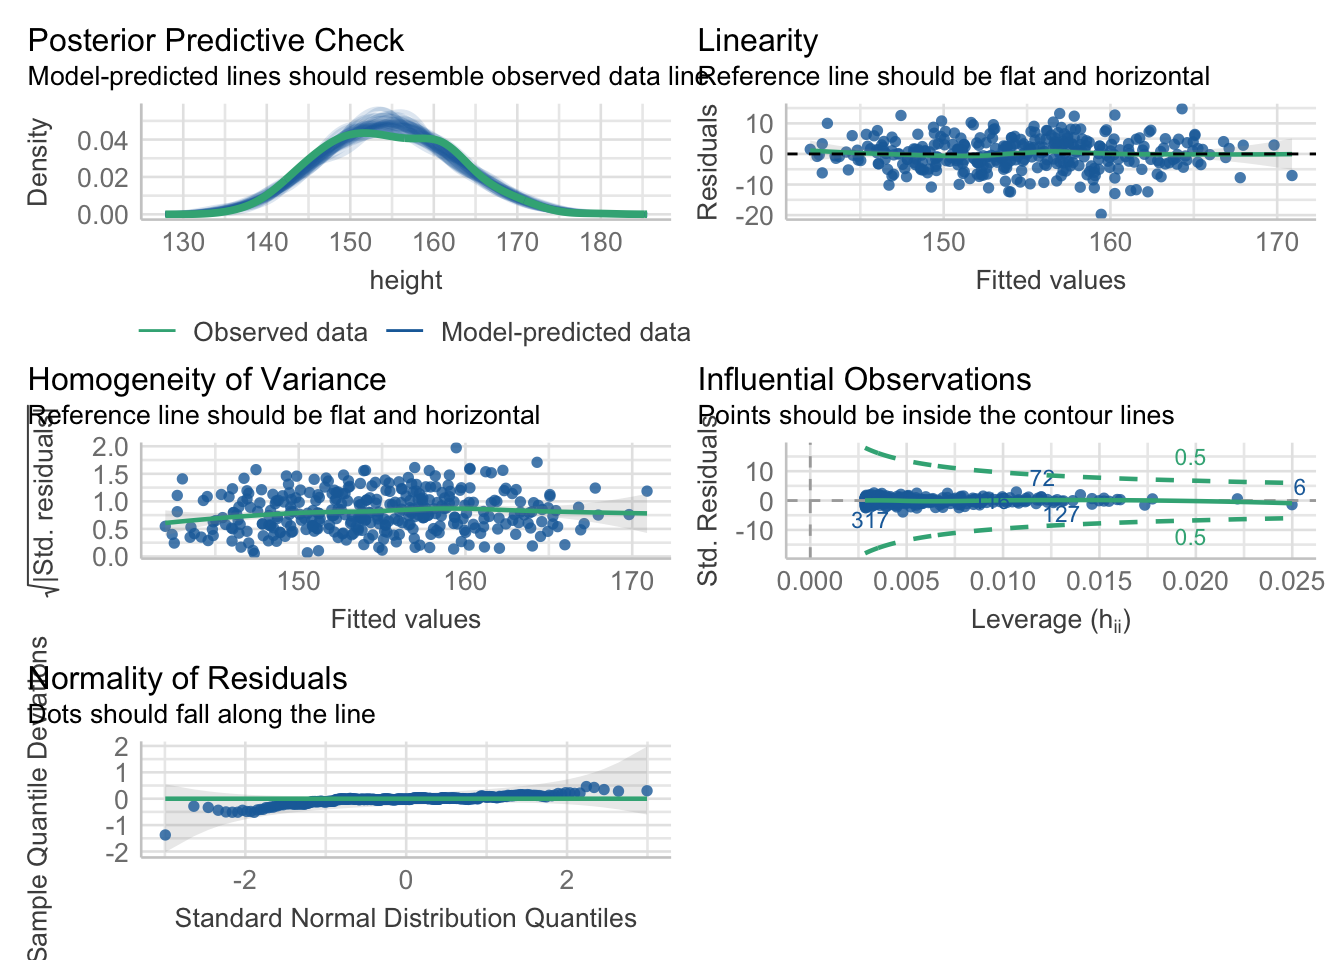 Posterior Predictive Check
Model-predicted lines should resemble observed data line
Density
0.04
0.02
0.00
130 140 150 160 170 180
height
Observed data
Model-predicted data
Linearity
Reference line should be flat and horizontal
Residuals
10
0
-10
-20
150 160 170
Fitted values
Homogeneity of Variance
Reference line should be flat and horizontal
√|Std. residuals|
2.0
1.5
1.0
0.5
0.0
150 160 170
Fitted values
Influential Observations
Points should be inside the contour lines
Std. Residuals
10
0
-10
0.5
72
6
317
127
0.5
0.000 0.005 0.010 0.015 0.020 0.025
Leverage (hii)
Normality of Residuals
Dots should fall along the line
Sample Quantile Deviations
2
1
0
-1
-2
-2 0 2
Standard Normal Distribution Quantiles